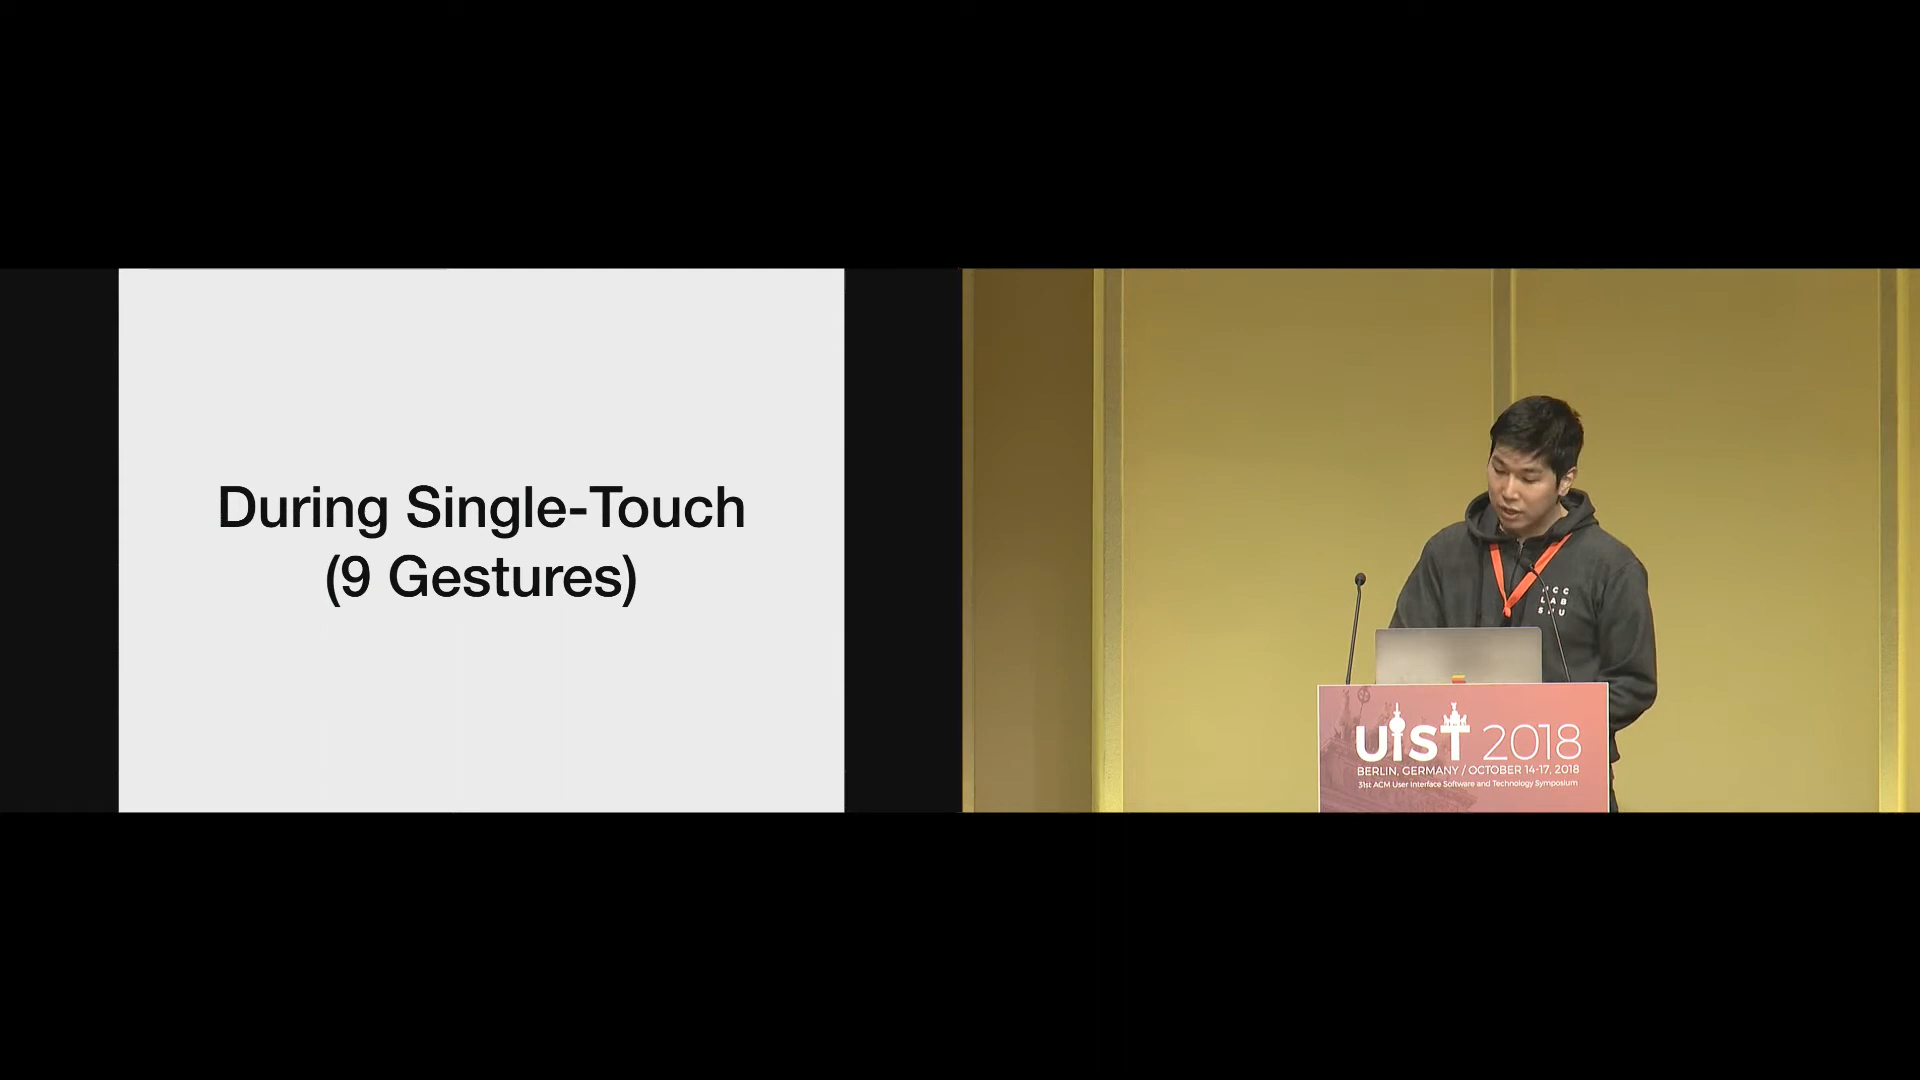 During Single-Touch
(9 Gestures)
LAB
UIST 2018
BERLIN, GERMANY / OCTOBER 14-17, 2018
31st ACM User Interface Software and Technology Symposium